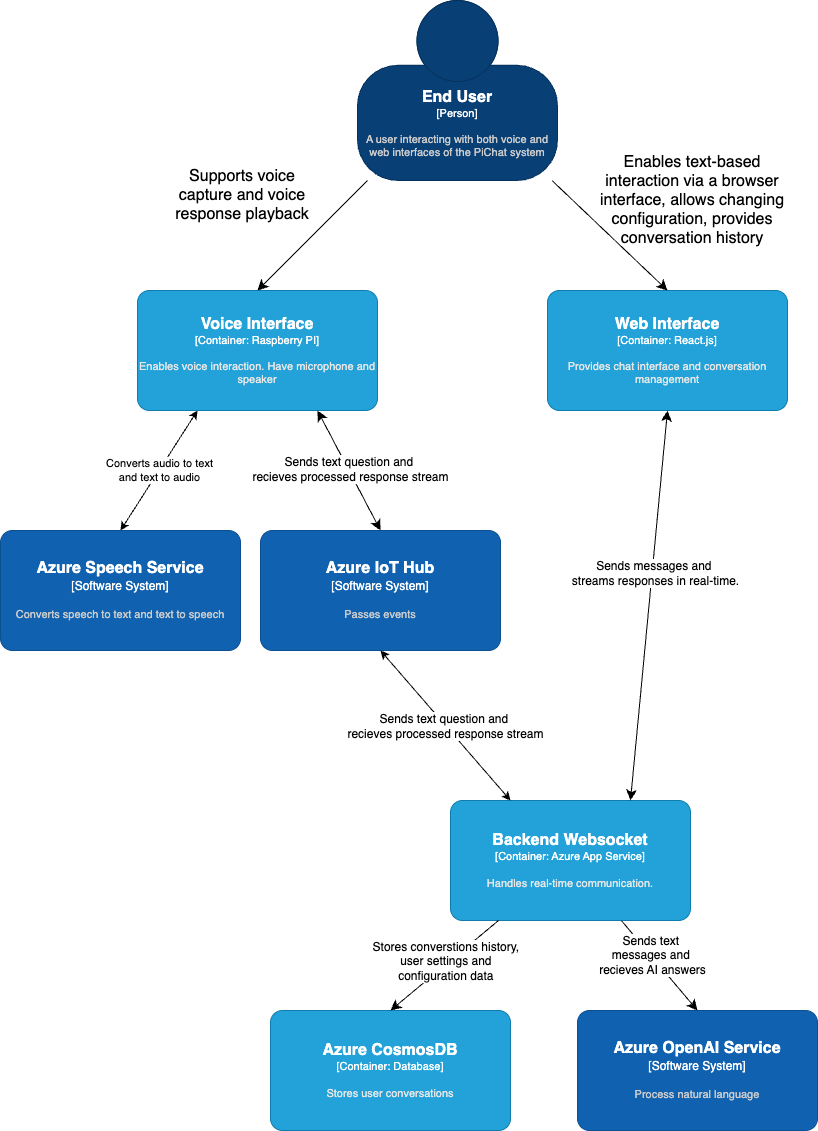 End User
[Person]
A user interacting with both voice and
web interfaces of the PiChat system
Supports voice
capture and voice
response playback
Enables text-based
interaction via a browser
interface, allows changing
configuration, provides
conversation history
Voice Interface
[Container: Raspberry PI]
Enables voice interaction. Have microphone and
speaker
Web Interface
[Container: React.js]
Provides chat interface and conversation
management
Converts audio to text
and text to audio
Sends text question and
recieves processed response stream
Azure Speech Service
[Software System]
Converts speech to text and text to speech
Azure IoT Hub
[Software System]
Passes events
Sends messages and
streams responses in real-time.
Sends text question and
recieves processed response stream
Backend Websocket
[Container: Azure App Service]
Handles real-time communication.
Stores converstions history,
user settings and
configuration data
Sends text
messages and
recieves AI answers
Azure CosmosDB
[Container: Database]
Stores user conversations
Azure OpenAI Service
[Software System]
Process natural language